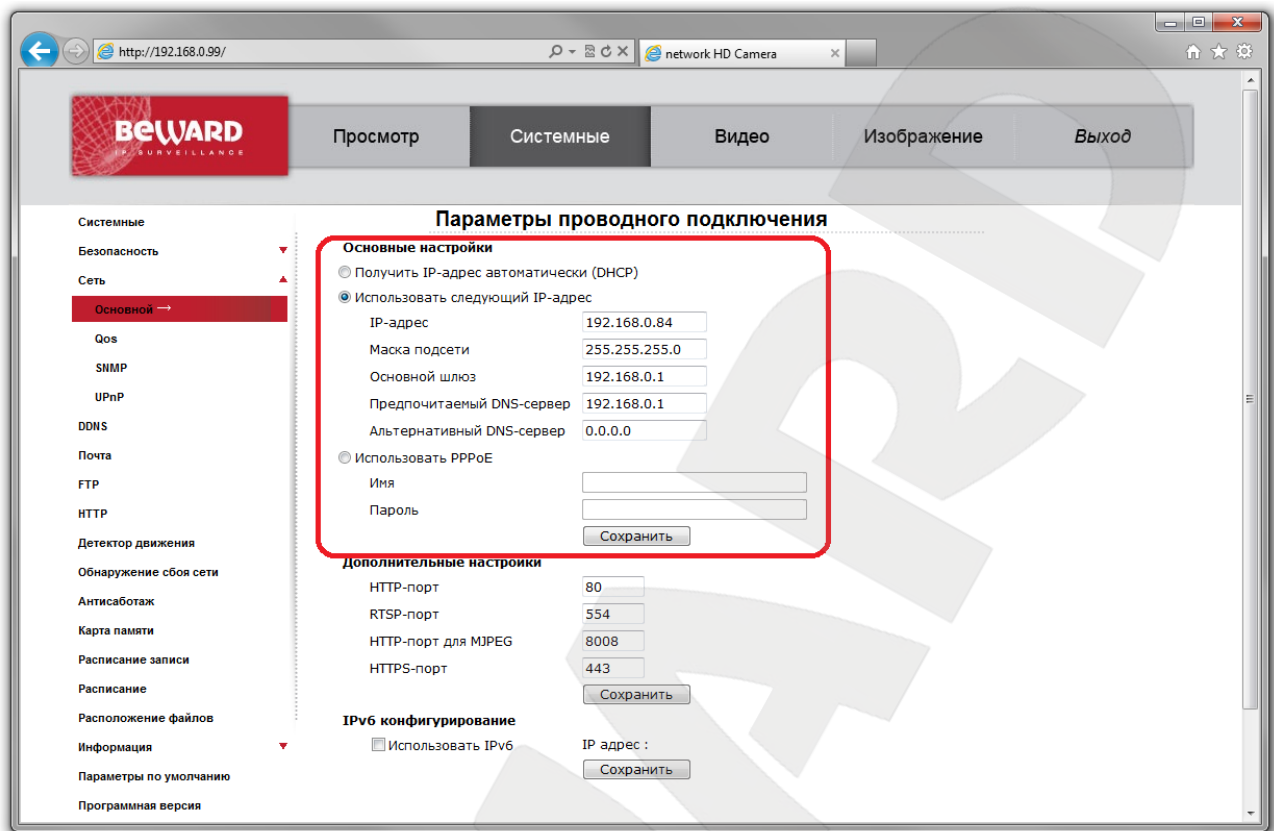 http://192.168.0.99/
network HD Camera
BEWARD
IP SURVEILLANCE
Просмотр
Системные
Видео
Изображение
Выход
Системные
Безопасность
Сеть
Основной →
Qos
SNMP
UPnP
DDNS
Почта
FTP
HTTP
Детектор движения
Обнаружение сбоя сети
Антисаботаж
Карта памяти
Расписание записи
Расписание
Расположение файлов
Информация
Параметры по умолчанию
Программная версия
Параметры проводного подключения
Основные настройки
Получить IP-адрес автоматически (DHCP)
Использовать следующий IP-адрес
IP-адрес 192.168.0.84
Маска подсети 255.255.255.0
Основной шлюз 192.168.0.1
Предпочитаемый DNS-сервер 192.168.0.1
Альтернативный DNS-сервер 0.0.0.0
Использовать PPPoE
Имя
Пароль
Сохранить
Дополнительные настройки
HTTP-порт 80
RTSP-порт 554
HTTP-порт для MJPEG 8008
HTTPS-порт 443
Сохранить
IPv6 конфигурирование
Использовать IPv6 IP адрес :
Сохранить